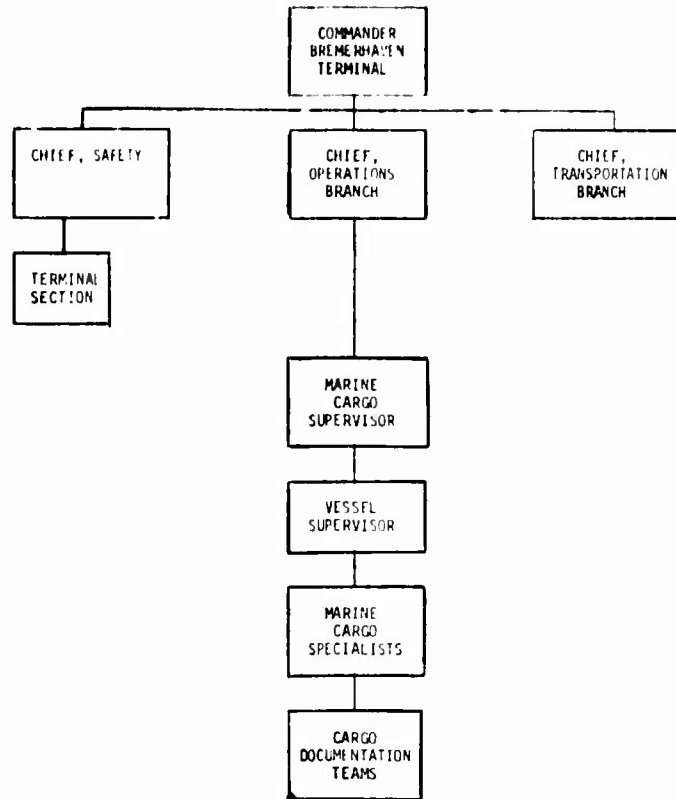 COMMANDER
BREMERHAVEN
TERMINAL
CHIEF, SAFETY
CHIEF,
OPERATIONS
BRANCH
CHIEF,
TRANSPORTATION
BRANCH
TERMINAL
SECTION
MARINE
CARGO
SUPERVISOR
VESSEL
SUPERVISOR
MARINE
CARGO
SPECIALISTS
CARGO
DOCUMENTATION
TEAMS